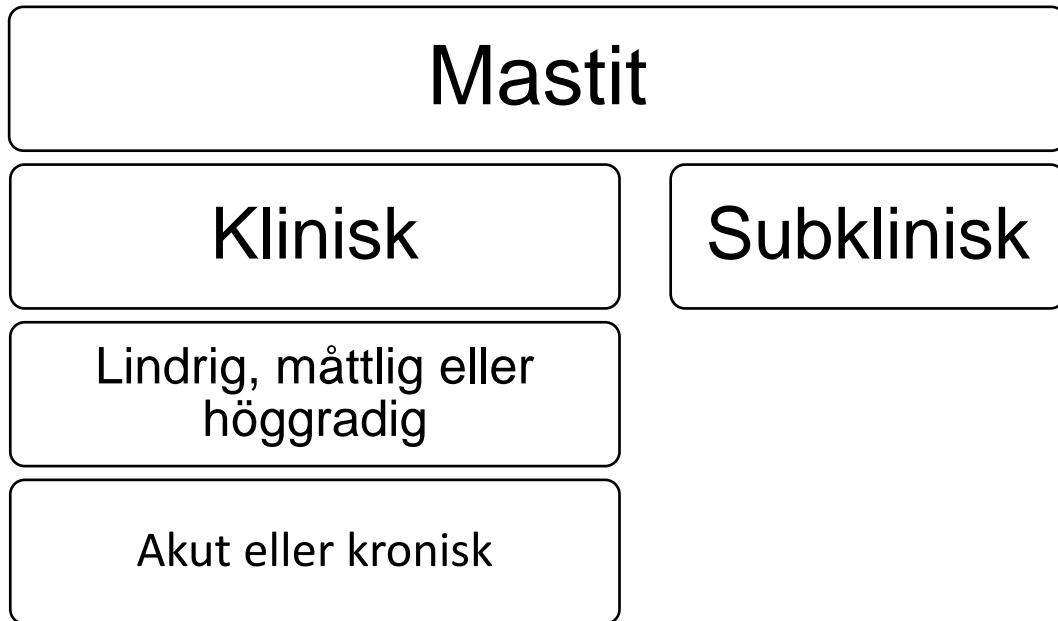 Mastit
Klinisk
Subklinisk
Lindrig, måttlig eller
höggradig
Akut eller kronisk